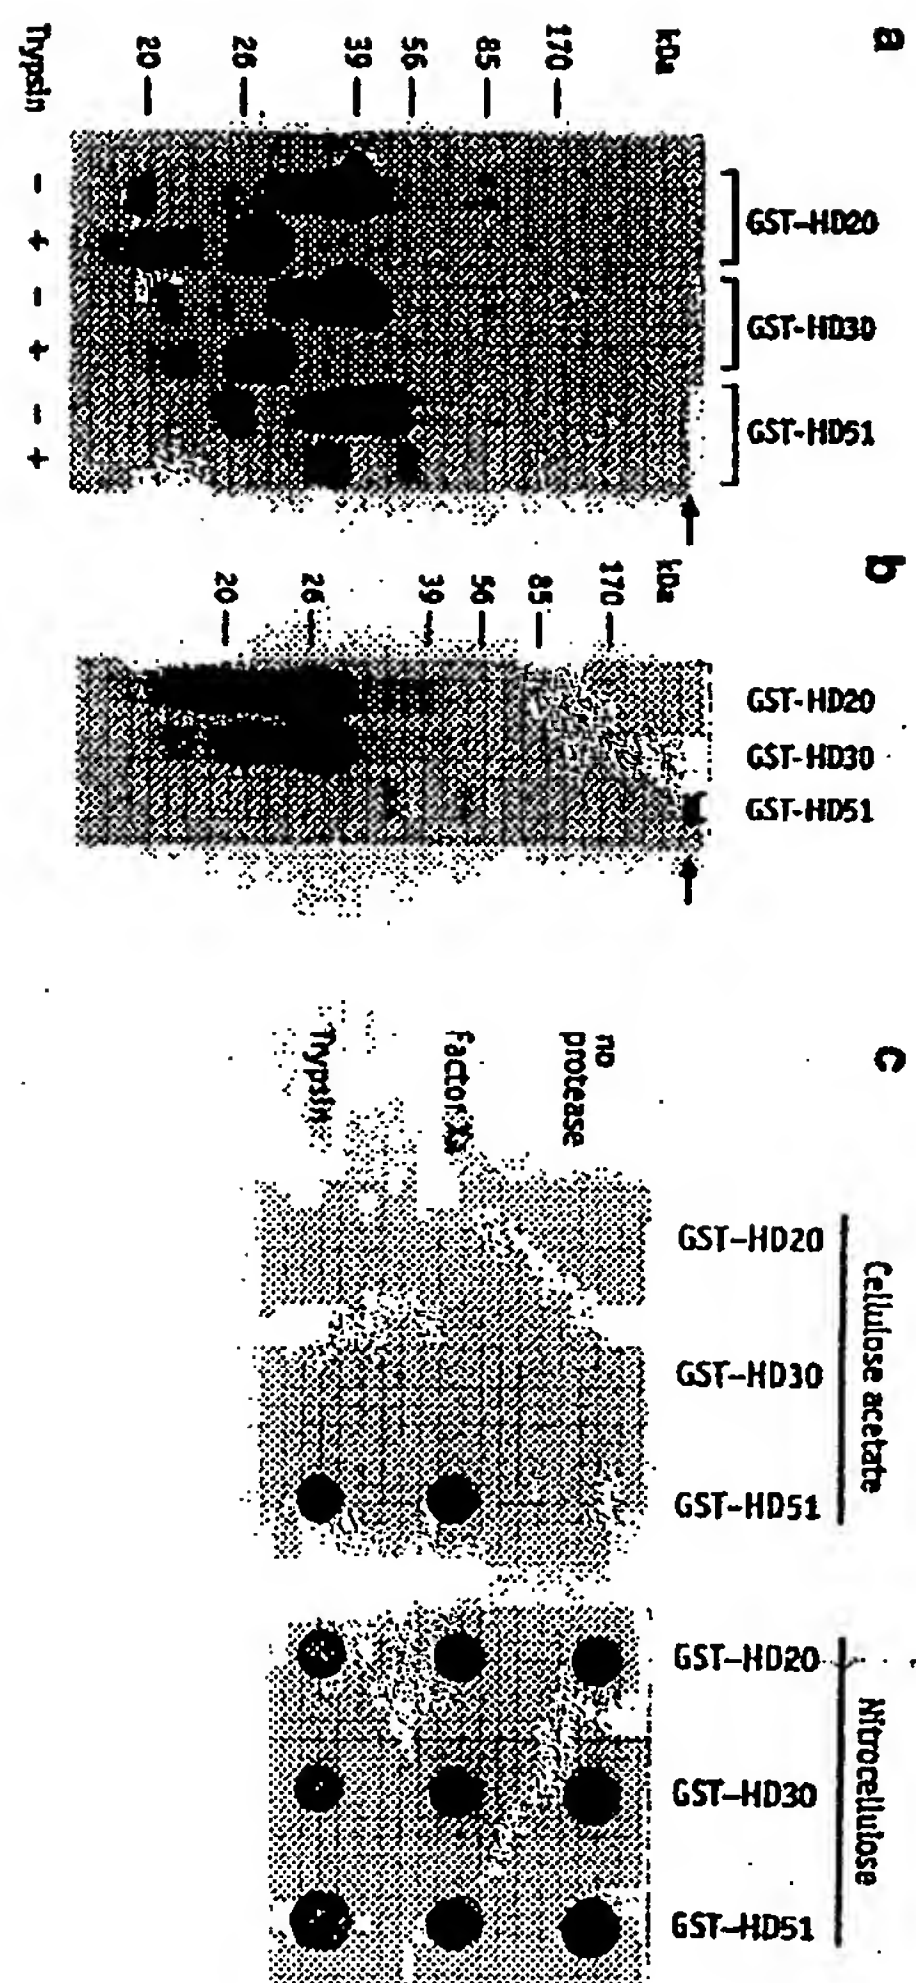 a
kDa
170
85
56
39
26
20
Trypsin
- + - + - +
GST-HD20
GST-HD30
GST-HD51
b
kDa
170
85
56
39
26
20
GST-HD20
GST-HD30
GST-HD51
c
no
protease
Factor Xa
Trypsin
Cellulose acetate
GST-HD20
GST-HD30
GST-HD51
Nitrocellulose
GST-HD20
GST-HD30
GST-HD51